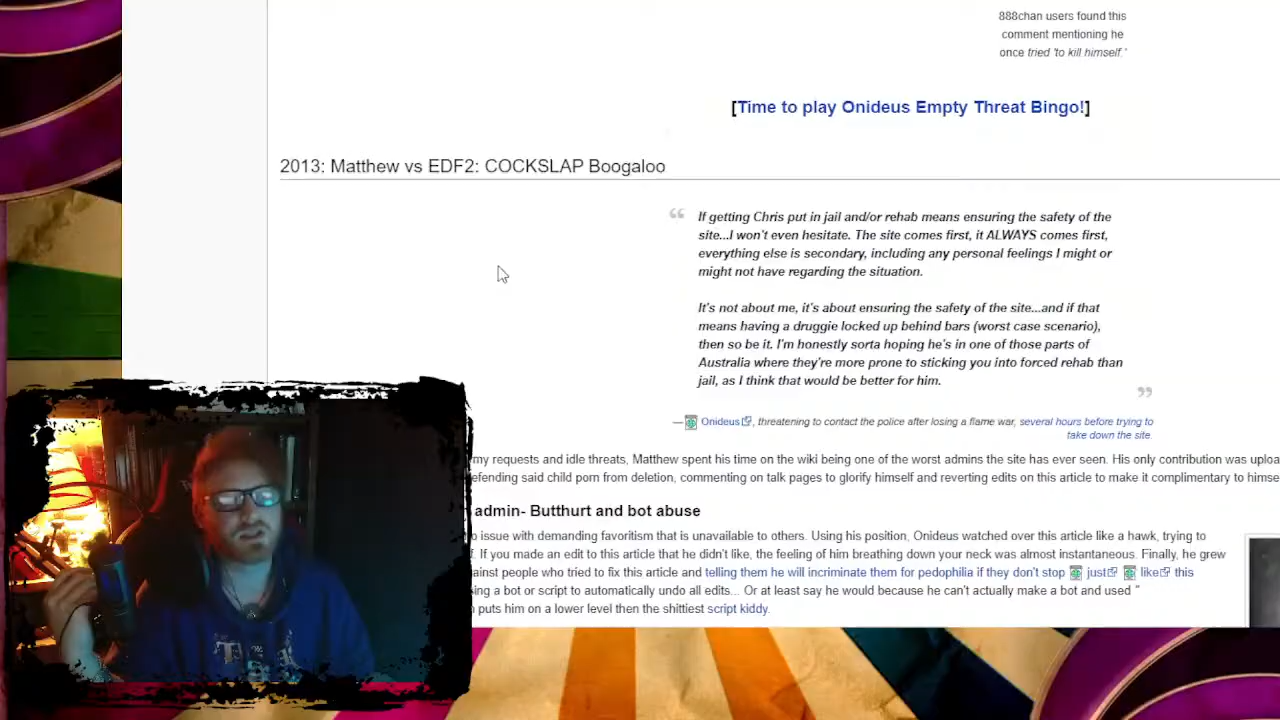 888chan users found this
comment mentioning he
once tried 'to kill himself.'
[Time to play Onideus Empty Threat Bingo!]
2013: Matthew vs EDF2: COCKSLAP Boogaloo
“ If getting Chris put in jail and/or rehab means ensuring the safety of the
site...I won't even hesitate. The site comes first, it ALWAYS comes first,
everything else is secondary, including any personal feelings I might or
might not have regarding the situation.
It's not about me, it's about ensuring the safety of the site...and if that
means having a druggie locked up behind bars (worst case scenario),
then so be it. I'm honestly sorta hoping he's in one of those parts of
Australia where they're more prone to sticking you into forced rehab than
jail, as I think that would be better for him. ”
— Onideus, threatening to contact the police after losing a flame war, several hours before trying to
take down the site.
my requests and idle threats, Matthew spent his time on the wiki being one of the worst admins the site has ever seen. His only contribution was uploa
efending said child porn from deletion, commenting on talk pages to glorify himself and reverting edits on this article to make it complimentary to himse
admin- Butthurt and bot abuse
o issue with demanding favoritism that is unavailable to others. Using his position, Onideus watched over this article like a hawk, trying to
f. If you made an edit to this article that he didn't like, the feeling of him breathing down your neck was almost instantaneous. Finally, he grew
ainst people who tried to fix this article and telling them he will incriminate them for pedophilia if they don't stop just like this
ing a bot or script to automatically undo all edits... Or at least say he would because he can't actually make a bot and used "
puts him on a lower level then the shittiest script kiddy.